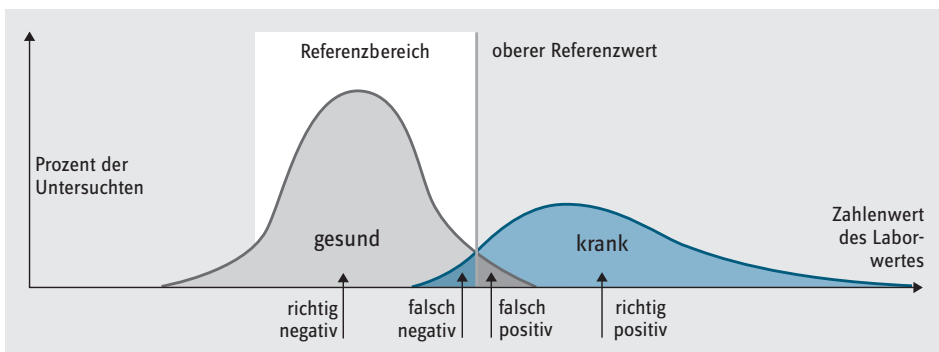 Referenzbereich
oberer Referenzwert
Prozent der
Untersuchten
Zahlenwert
des Labor-
wertes
gesund
krank
richtig
negativ
falsch
negativ
falsch
positiv
richtig
positiv